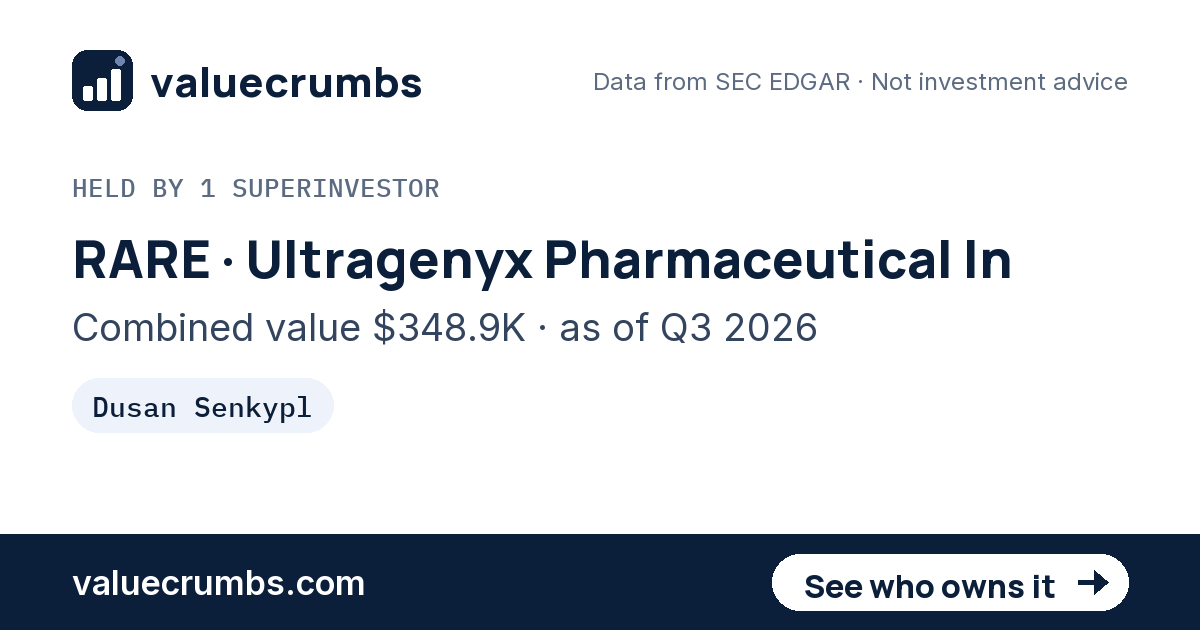 valuecrumbs
Data from SEC EDGAR · Not investment advice
HELD BY 1 SUPERINVESTOR
RARE · Ultragenyx Pharmaceutical In
Combined value $348.9K · as of Q3 2026
Dusan Senkypl
valuecrumbs.com
See who owns it →